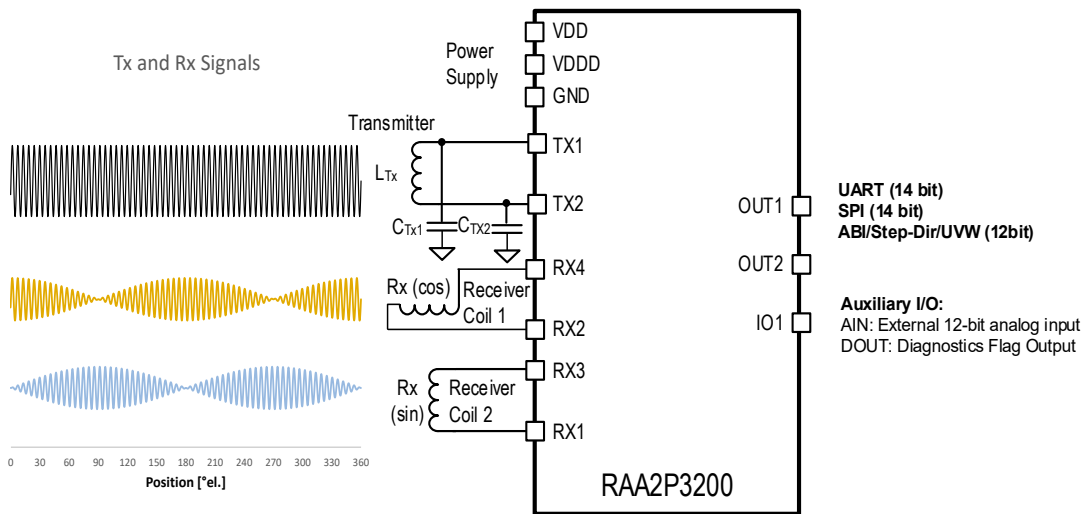 Tx and Rx Signals
0 30 60 90 120 150 180 210 240 270 300 330 360
Position [°el.]
Power
Supply
VDD
VDDD
GND
Transmitter
TX1
LTx
TX2
CTx1
CTX2
RX4
Rx (cos)
Receiver
Coil 1
RX2
RX3
Rx
(sin)
Receiver
Coil 2
RX1
RAA2P3200
OUT1
OUT2
IO1
UART (14 bit)
SPI (14 bit)
ABI/Step-Dir/UVW (12bit)
Auxiliary I/O:
AIN: External 12-bit analog input
DOUT: Diagnostics Flag Output